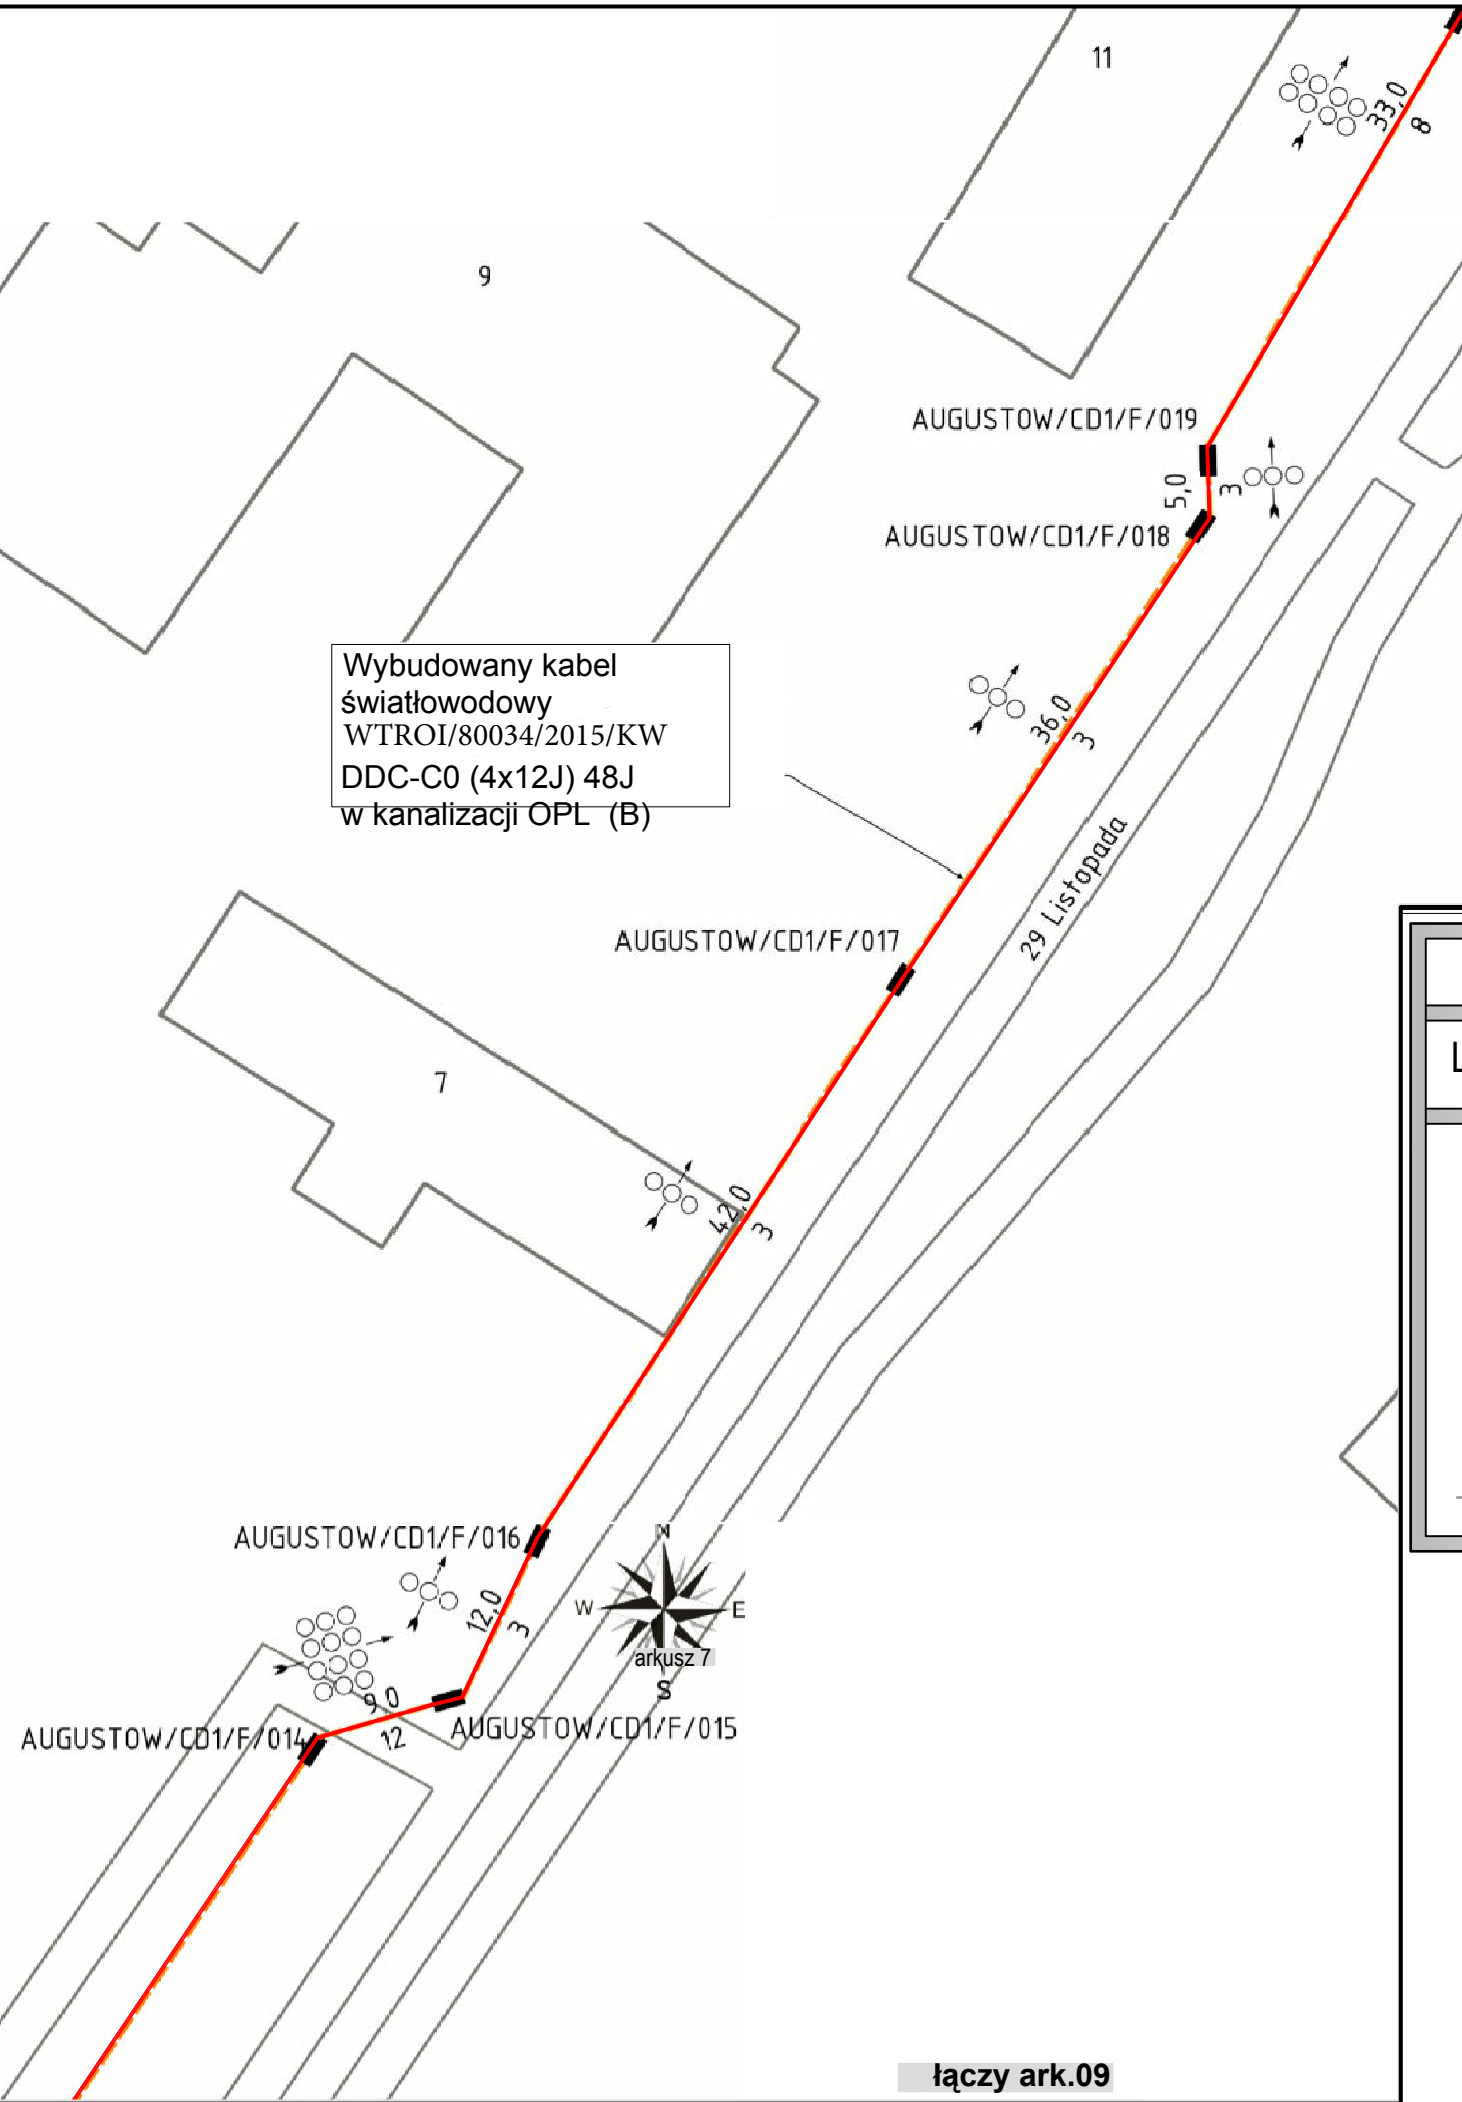 11
33,0
8
9
AUGUSTOW/CD1/F/019
5,0
3
AUGUSTOW/CD1/F/018
Wybudowany kabel
światłowodowy
WTROI/80034/2015/KW
DDC-C0 (4x12J) 48J
w kanalizacji OPL (B)
36,0
3
29 Listopada
AUGUSTOW/CD1/F/017
L
7
42,0
3
AUGUSTOW/CD1/F/016
N
W
E
arkusz 7
S
12,0
3
9,0
12
AUGUSTOW/CD1/F/015
AUGUSTOW/CD1/F/014
łączy ark.09